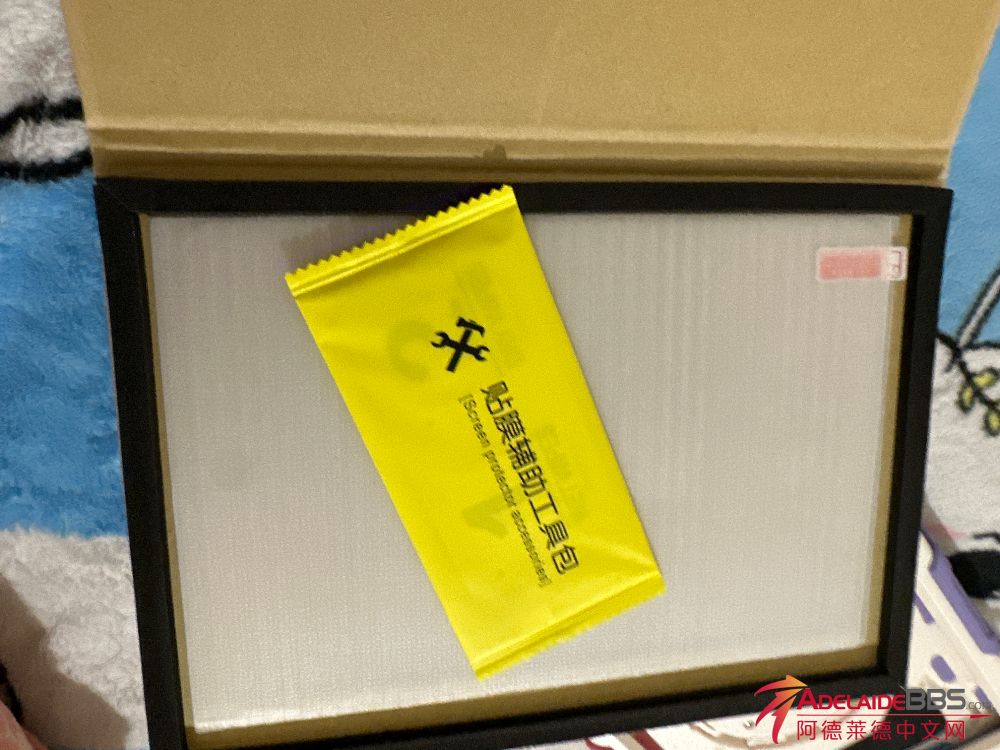 贴膜辅助工具包
[Screen protector accessories]
ADELAIDEBBS.com
阿德莱德中文网